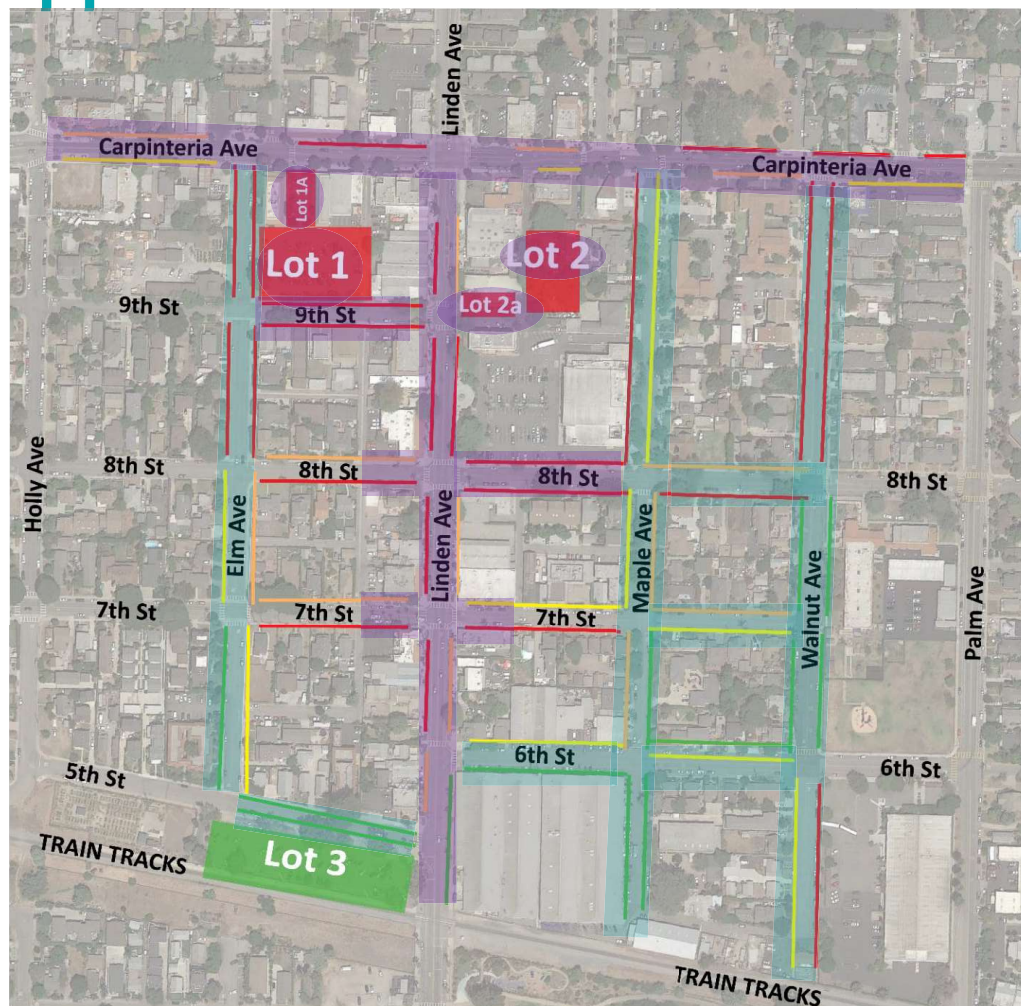 Linden Ave
Carpinteria Ave
Carpinteria Ave
Lot 1A
Lot 1
Lot 2
9th St
9th St
Lot 2a
Holly Ave
8th St
8th St
8th St
8th St
Elm Ave
Linden Ave
Maple Ave
Walnut Ave
Palm Ave
7th St
7th St
7th St
6th St
6th St
5th St
Lot 3
TRAIN TRACKS
TRAIN TRACKS